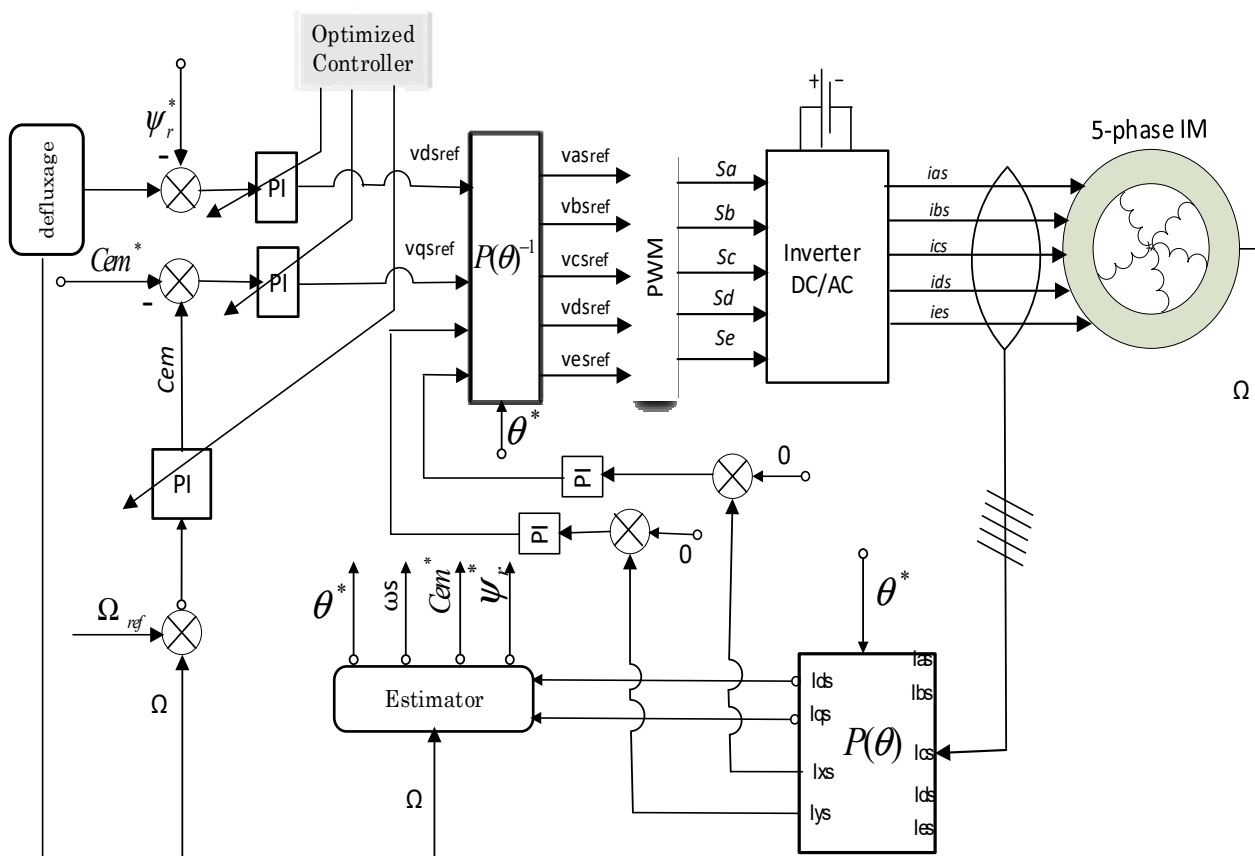 Optimized
Controller
5-phase IM
+ -
ψr*
-
defluxage
PI
vdsref
vasref
Sa
ias
vbsref
Sb
ibs
Cem*
-
PI
vqsref
P(θ)⁻¹
vcsref
PWM
Sc
Inverter
DC/AC
ics
vdsref
Sd
ids
vesref
Se
ies
Cem
Ω
θ*
PI
PI
0
PI
0
θ*
ωs
Cem*
ψr*
θ*
Ωref
Ω
Estimator
Ω
Ias
Ids
Ibs
Iqs
P(θ)
Ics
Ixs
Ids
Iys
Ies